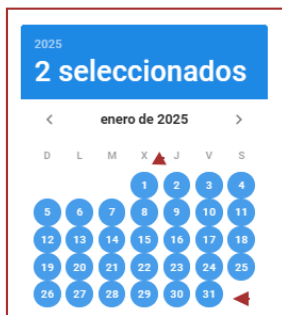 2025
2 seleccionados
enero de 2025
D L M X J V S
1 2 3 4
5 6 7 8 9 10 11
12 13 14 15 16 17 18
19 20 21 22 23 24 25
26 27 28 29 30 31